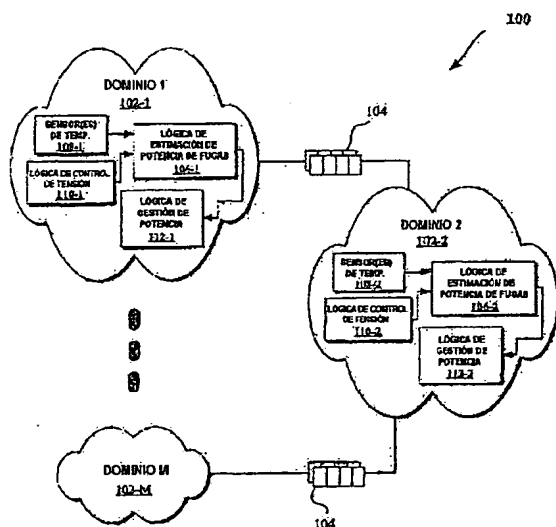 100
DOMINIO 1
102-1
SENSOR(ES)
DE TEMP.
108-1
LÓGICA DE
ESTIMACIÓN DE
POTENCIA DE FUGAS
106-1
LÓGICA DE CONTROL
DE TENSIÓN
110-1
LÓGICA DE
GESTIÓN DE
POTENCIA
112-1
104
DOMINIO 2
102-2
SENSOR(ES)
DE TEMP.
108-2
LÓGICA DE
ESTIMACIÓN DE
POTENCIA DE FUGAS
106-2
LÓGICA DE CONTROL
DE TENSIÓN
110-2
LÓGICA DE
GESTIÓN DE
POTENCIA
112-2
DOMINIO M
102-M
104